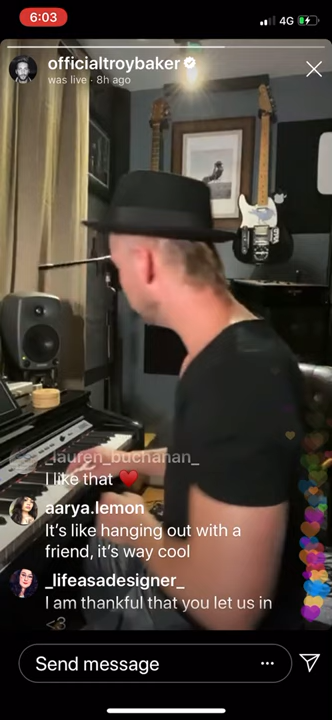 6:03
4G
officialtroybaker
was live · 8h ago
_lauren_buchanan_
I like that ❤️
aarya.lemon
It's like hanging out with a
friend, it's way cool
_lifeasadesigner_
I am thankful that you let us in
<3
Send message